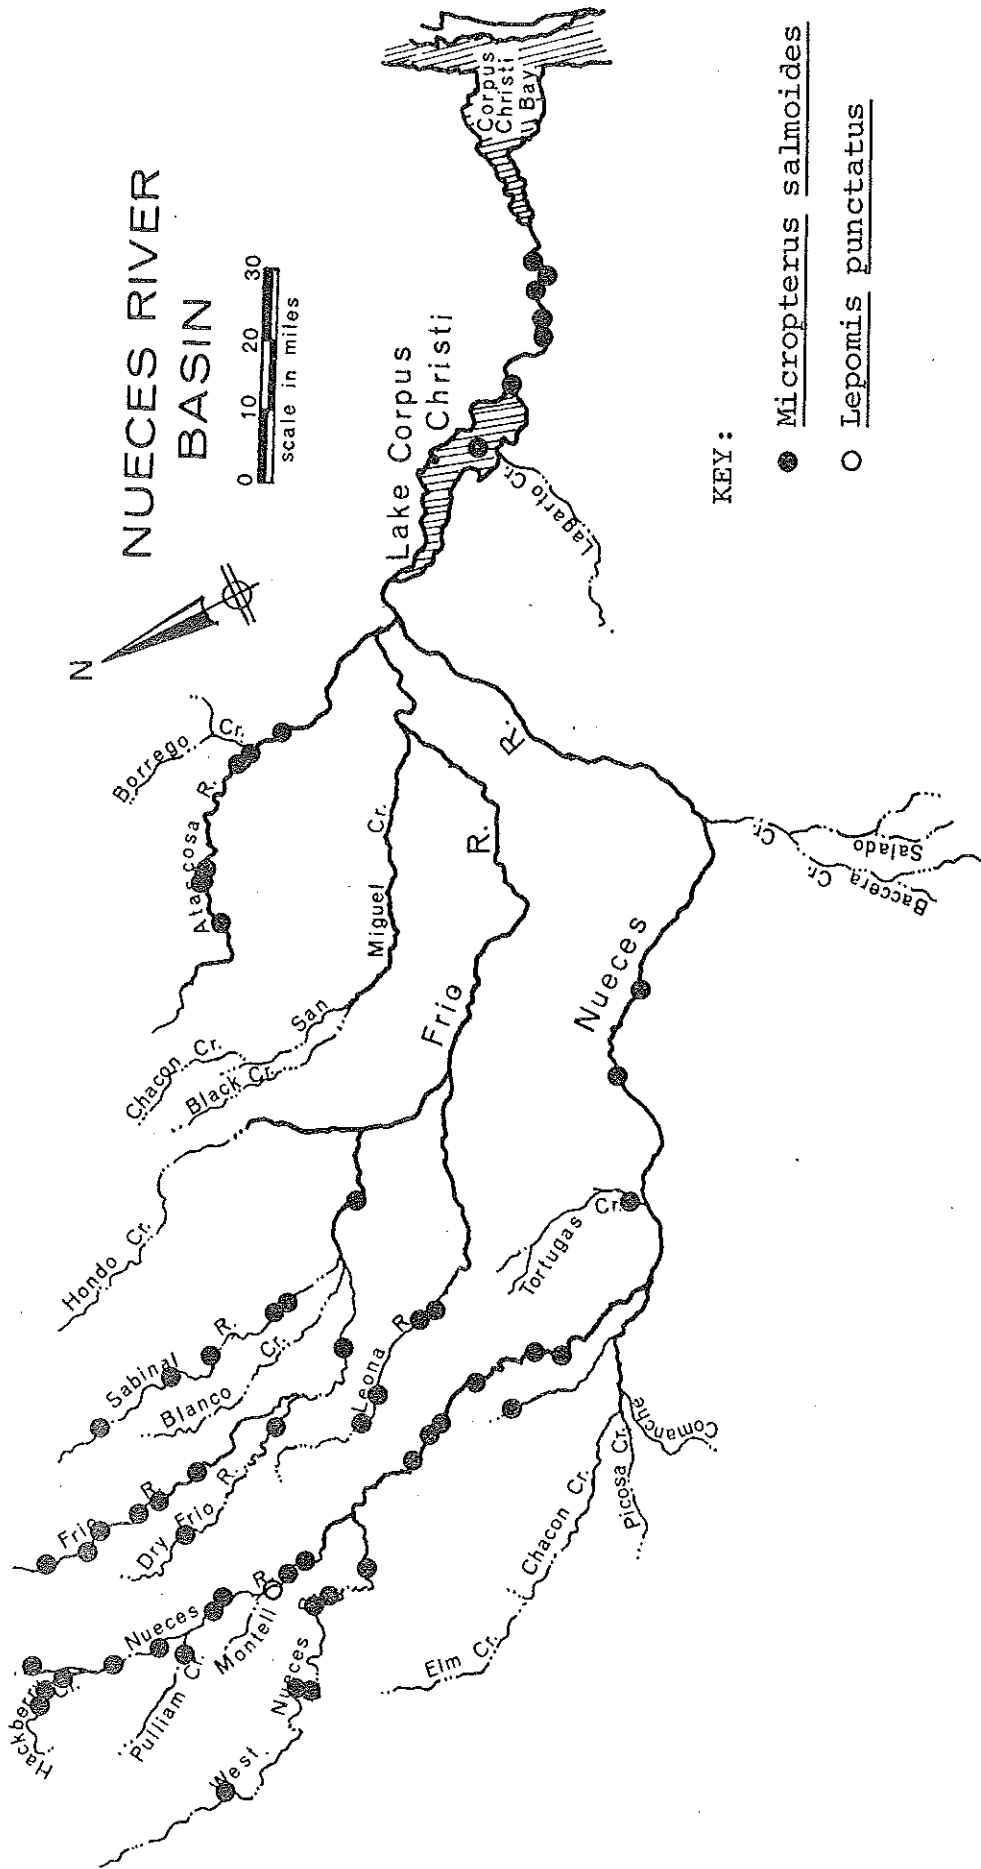 NUECES RIVER
BASIN
0 10 20 30
scale in miles
N
Corpus
Christi
Bay
Lake Corpus
Christi
Lagarto Cr.
Borrego Cr.
Atascosa R.
San Miguel Cr.
Chacon Cr.
Black Cr.
Hondo Cr.
Sabinal R.
Blanco Cr.
Frio R.
Dry Frio R.
Leona R.
Frio R.
Nueces R.
Nueces R.
Hackberry Cr.
Pulliam Cr.
Montell
West Nueces R.
Elm Cr.
Chacon Cr.
Picosa Cr.
Comanche
Tortugas Cr.
Salado Cr.
Baccera Cr.
KEY:
Micropterus salmoides
Lepomis punctatus